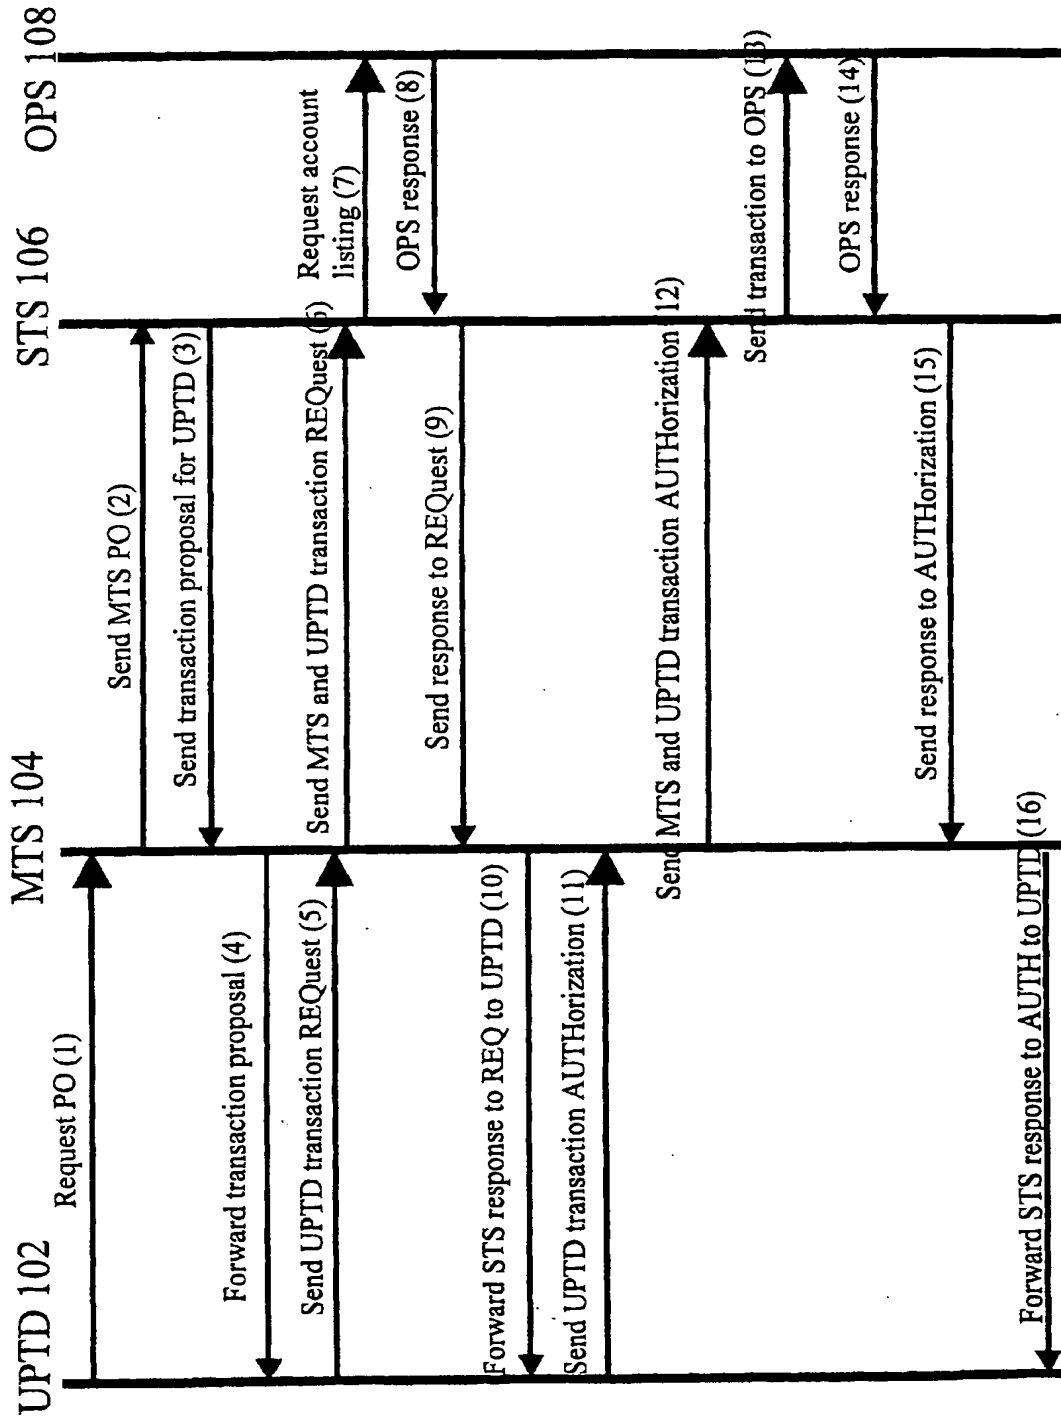 UPTD 102
MTS 104
STS 106
OPS 108
Request PO (1)
Send MTS PO (2)
Send transaction proposal for UPTD (3)
Forward transaction proposal (4)
Send UPTD transaction REQuest (5)
Send MTS and UPTD transaction REQuest (6)
Request account
listing (7)
OPS response (8)
Send response to REQuest (9)
Forward STS response to REQ to UPTD (10)
Send UPTD transaction AUTHorization (11)
Send MTS and UPTD transaction AUTHorization (12)
Send transaction to OPS (13)
OPS response (14)
Send response to AUTHorization (15)
Forward STS response to AUTH to UPTD (16)